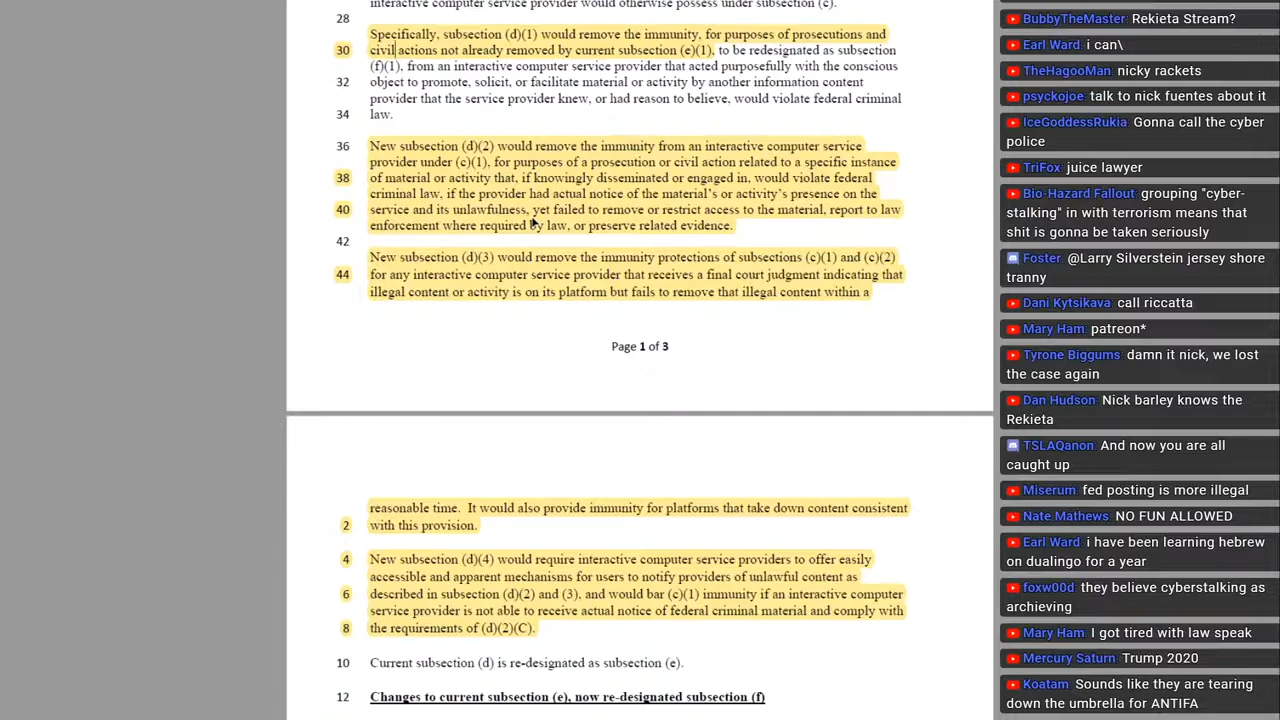 interactive computer service provider would otherwise possess under subsection (c).
28
Specifically, subsection (d)(1) would remove the immunity, for purposes of prosecutions and
30 civil actions not already removed by current subsection (e)(1), to be redesignated as subsection
(f)(1), from an interactive computer service provider that acted purposefully with the conscious
32 object to promote, solicit, or facilitate material or activity by another information content
provider that the service provider knew, or had reason to believe, would violate federal criminal
34 law.
36 New subsection (d)(2) would remove the immunity from an interactive computer service
provider under (c)(1), for purposes of a prosecution or civil action related to a specific instance
38 of material or activity that, if knowingly disseminated or engaged in, would violate federal
criminal law, if the provider had actual notice of the material's or activity's presence on the
40 service and its unlawfulness, yet failed to remove or restrict access to the material, report to law
enforcement where required by law, or preserve related evidence.
42
New subsection (d)(3) would remove the immunity protections of subsections (c)(1) and (c)(2)
44 for any interactive computer service provider that receives a final court judgment indicating that
illegal content or activity is on its platform but fails to remove that illegal content within a
Page 1 of 3
reasonable time. It would also provide immunity for platforms that take down content consistent
2 with this provision.
4 New subsection (d)(4) would require interactive computer service providers to offer easily
accessible and apparent mechanisms for users to notify providers of unlawful content as
6 described in subsection (d)(2) and (3), and would bar (c)(1) immunity if an interactive computer
service provider is not able to receive actual notice of federal criminal material and comply with
8 the requirements of (d)(2)(C).
10 Current subsection (d) is re-designated as subsection (e).
12 Changes to current subsection (e), now re-designated subsection (f)
BubbyTheMaster: Rekieta Stream?
Earl Ward: i can\
TheHagooMan: nicky rackets
psyckojoe: talk to nick fuentes about it
IceGoddessRukia: Gonna call the cyber
police
TriFox: juice lawyer
Bio-Hazard Fallout: grouping "cyber-
stalking" in with terrorism means that
shit is gonna be taken seriously
Foster: @Larry Silverstein jersey shore
tranny
Dani Kytsikava: call riccatta
Mary Ham: patreon*
Tyrone Biggums: damn it nick, we lost
the case again
Dan Hudson: Nick barley knows the
Rekieta
TSLAQanon: And now you are all
caught up
Miserum: fed posting is more illegal
Nate Mathews: NO FUN ALLOWED
Earl Ward: i have been learning hebrew
on dualingo for a year
foxw00d: they believe cyberstalking as
archieving
Mary Ham: I got tired with law speak
Mercury Saturn: Trump 2020
Koatam: Sounds like they are tearing
down the umbrella for ANTIFA